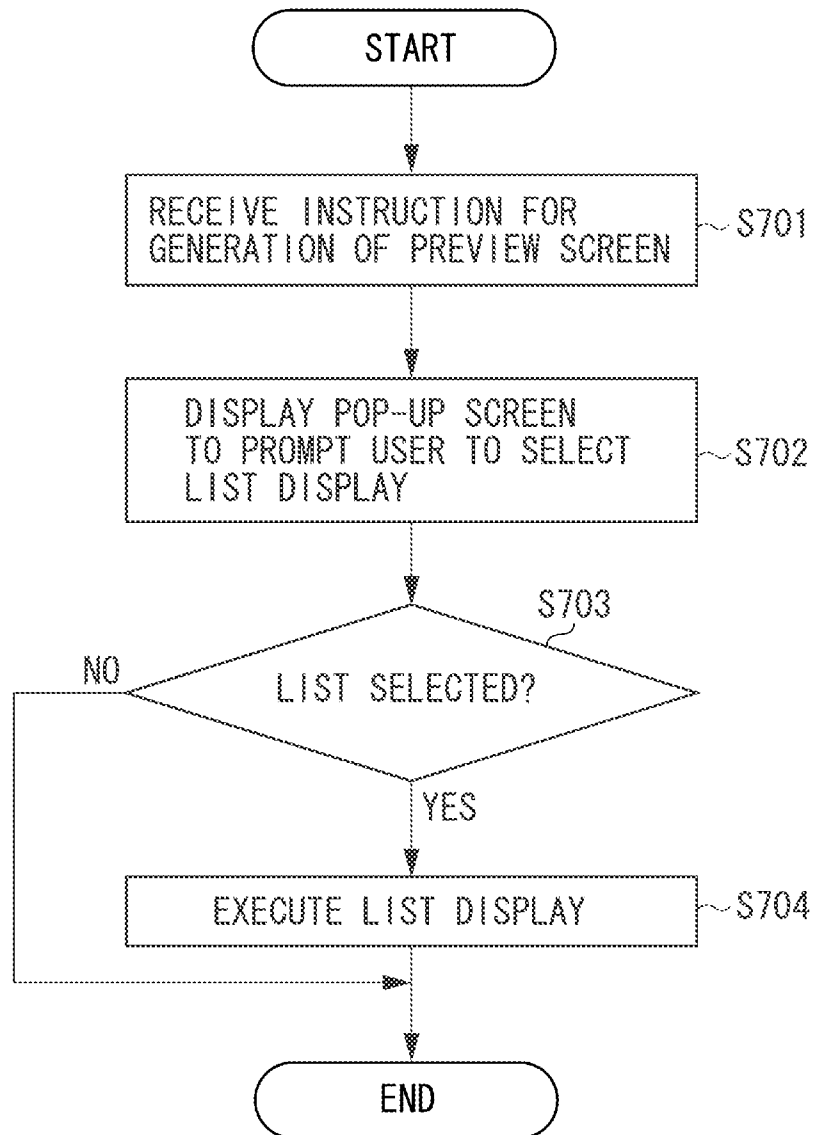 START
RECEIVE INSTRUCTION FOR
GENERATION OF PREVIEW SCREEN
S701
DISPLAY POP-UP SCREEN
TO PROMPT USER TO SELECT
LIST DISPLAY
S702
S703
NO
LIST SELECTED?
YES
EXECUTE LIST DISPLAY
S704
END